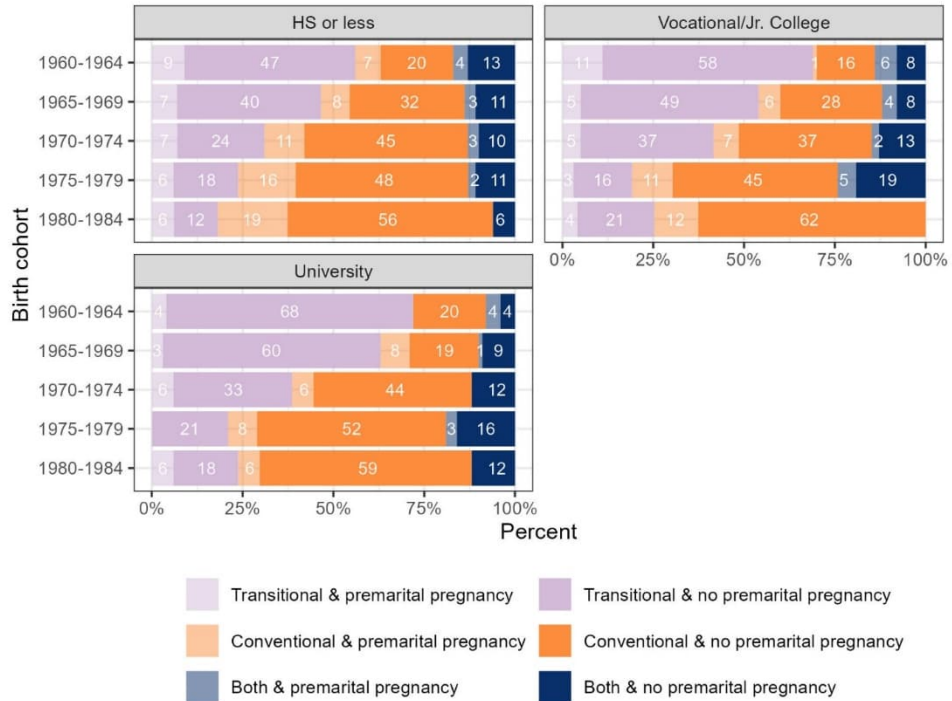 HS or less
Vocational/Jr. College
1960-1964
9 47 7 20 4 13
11 58 1 16 6 8
1965-1969
7 40 8 32 3 11
5 49 6 28 4 8
1970-1974
7 24 11 45 3 10
5 37 7 37 2 13
1975-1979
6 18 16 48 2 11
3 16 11 45 5 19
1980-1984
6 12 19 56 6
4 21 12 62
0% 25% 50% 75% 100%
University
1960-1964
4 68 20 4 4
1965-1969
3 60 8 19 1 9
1970-1974
6 33 6 44 12
1975-1979
21 8 52 3 16
1980-1984
6 18 6 59 12
0% 25% 50% 75% 100%
Birth cohort
Percent
Transitional & premarital pregnancy
Transitional & no premarital pregnancy
Conventional & premarital pregnancy
Conventional & no premarital pregnancy
Both & premarital pregnancy
Both & no premarital pregnancy